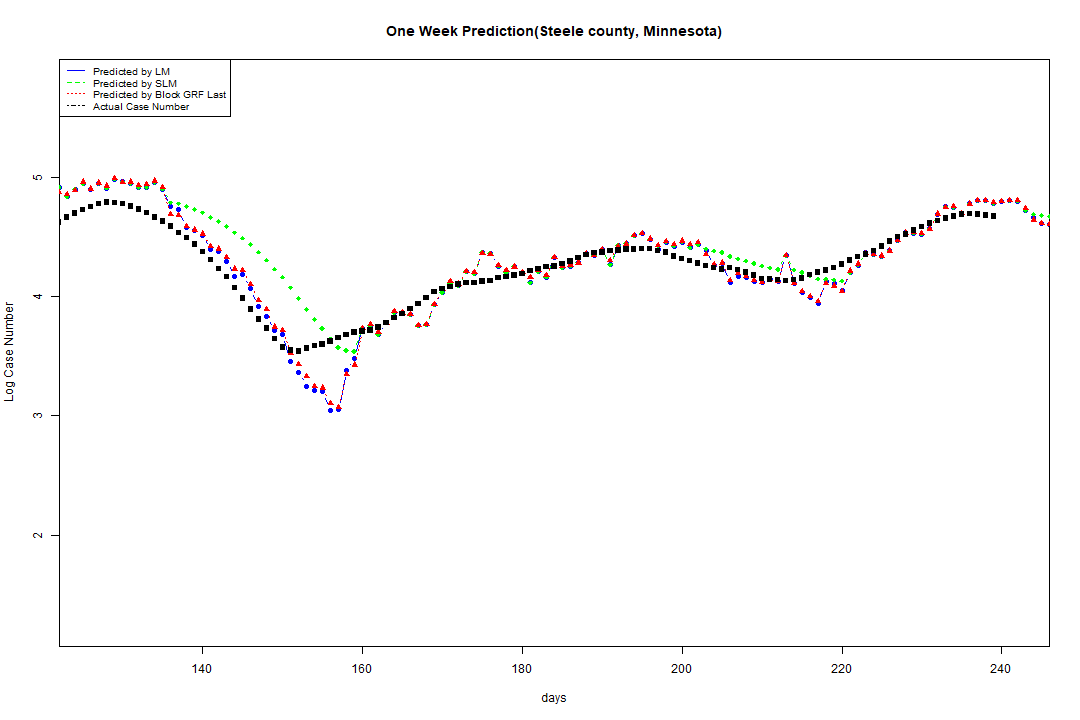 One Week Prediction(Steele county, Minnesota)
Predicted by LM
Predicted by SLM
Predicted by Block GRF Last
Actual Case Number
5
4
3
2
Log Case Number
140 160 180 200 220 240
days